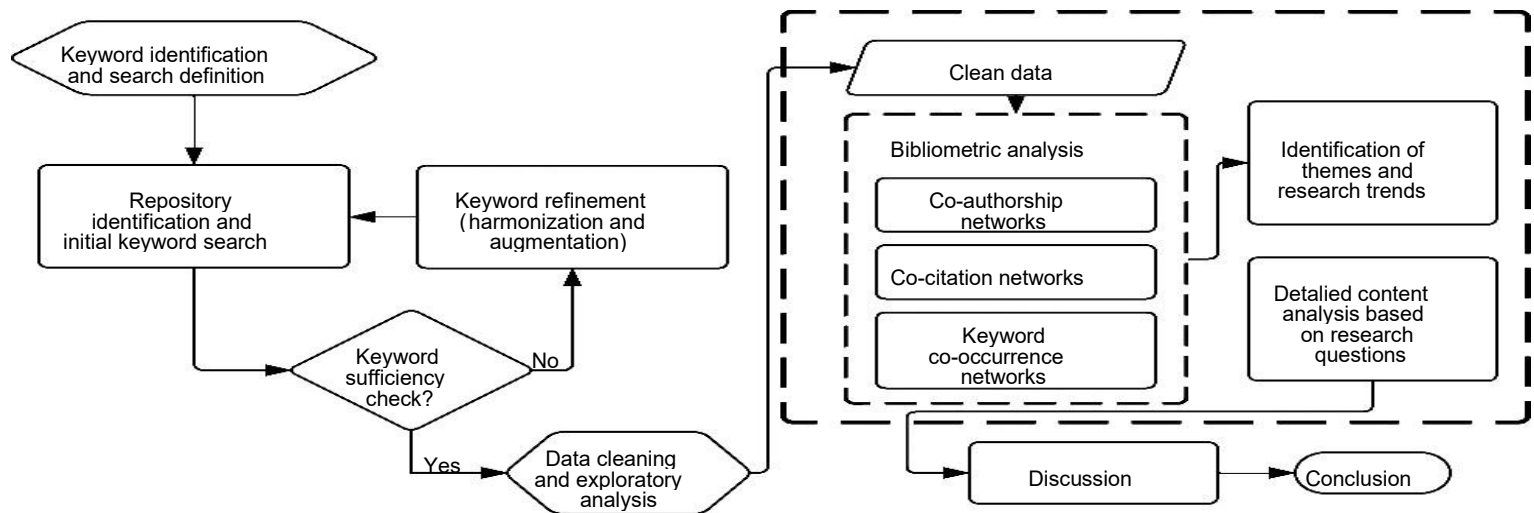 Keyword identification
and search definition
Repository
identification and
initial keyword search
Keyword refinement
(harmonization and
augmentation)
Keyword
sufficiency
check?
No
Yes
Data cleaning
and exploratory
analysis
Clean data
Bibliometric analysis
Co-authorship
networks
Co-citation networks
Keyword
co-occurrence
networks
Identification of
themes and
research trends
Detalied content
analysis based
on research
questions
Discussion
Conclusion